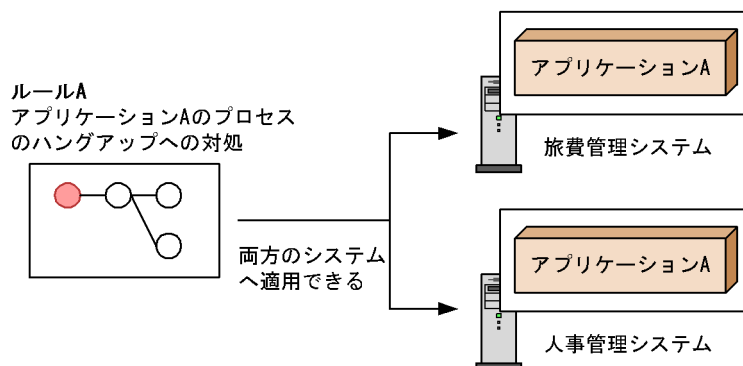 ルールA
アプリケーションAのプロセス
のハングアップへの対処
両方のシステム
へ適用できる
アプリケーションA
旅費管理システム
アプリケーションA
人事管理システム